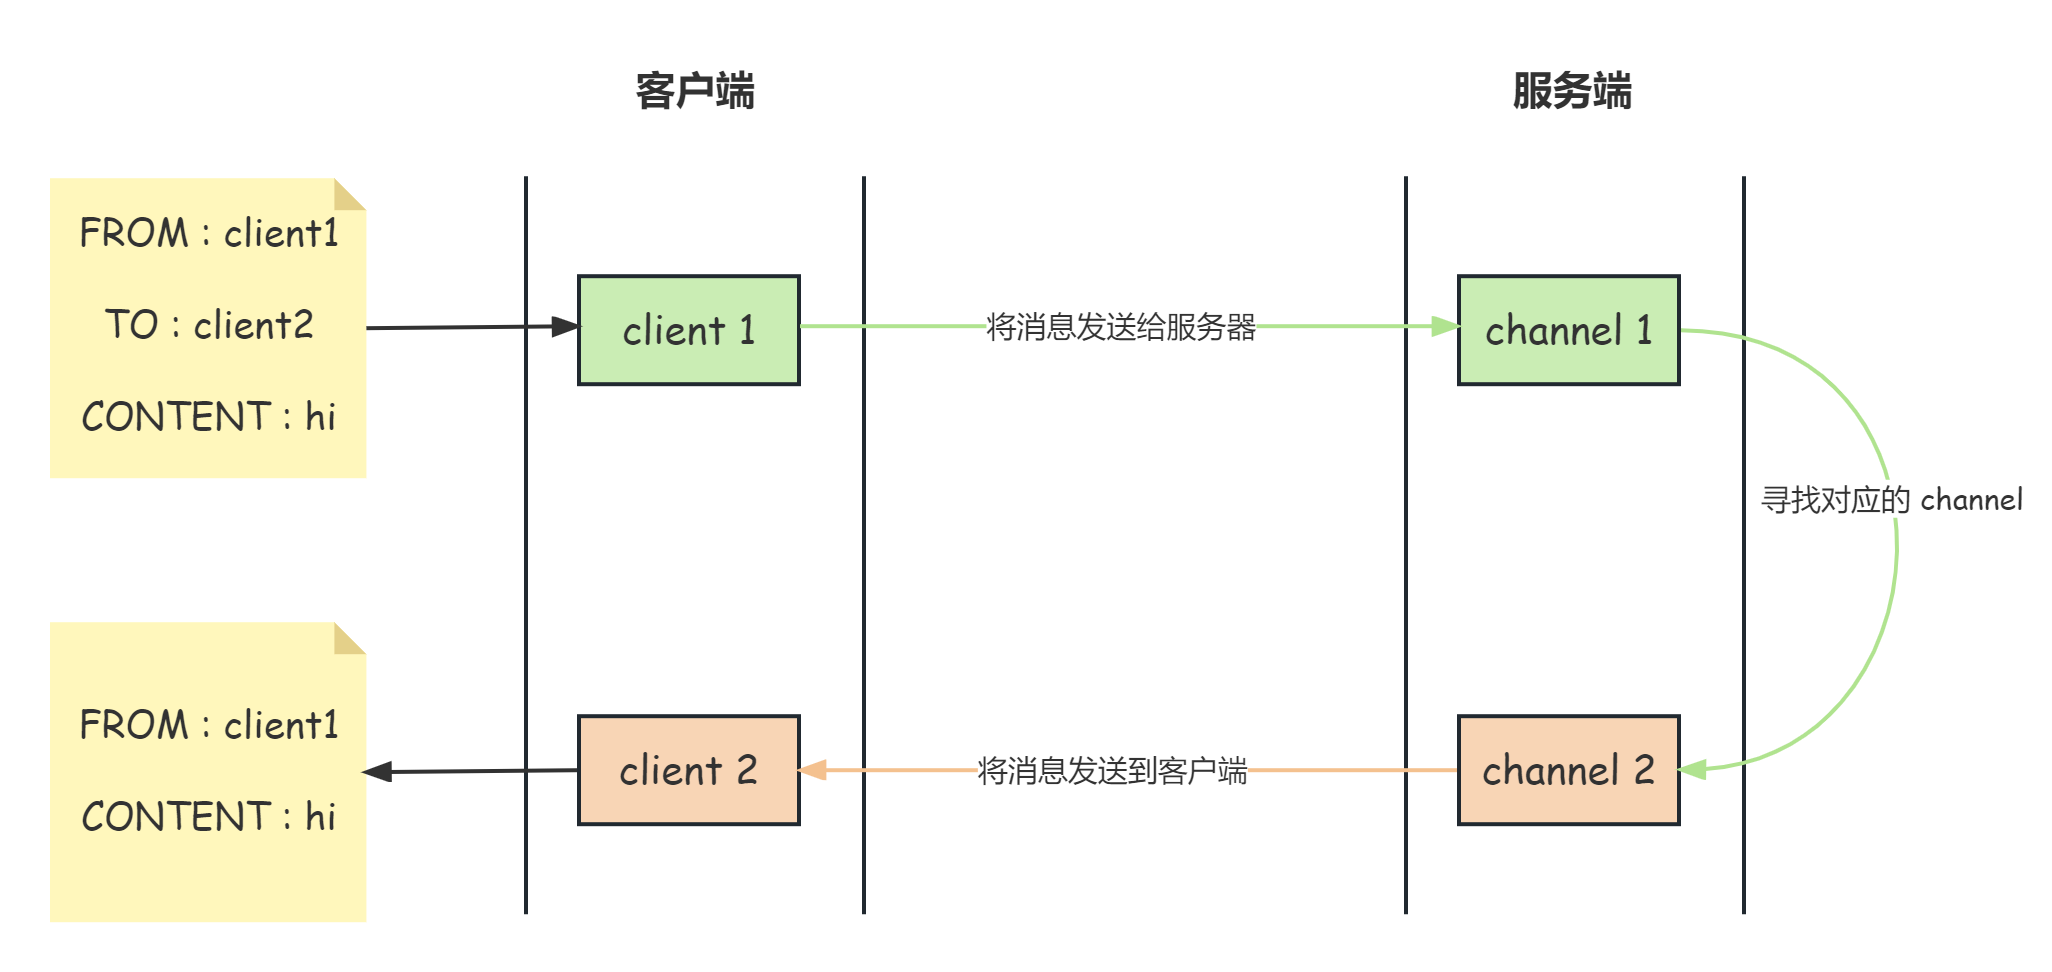 客户端
服务端
FROM : client1
TO : client2
CONTENT : hi
client 1
将消息发送给服务器
channel 1
寻找对应的 channel
FROM : client1
CONTENT : hi
client 2
将消息发送到客户端
channel 2